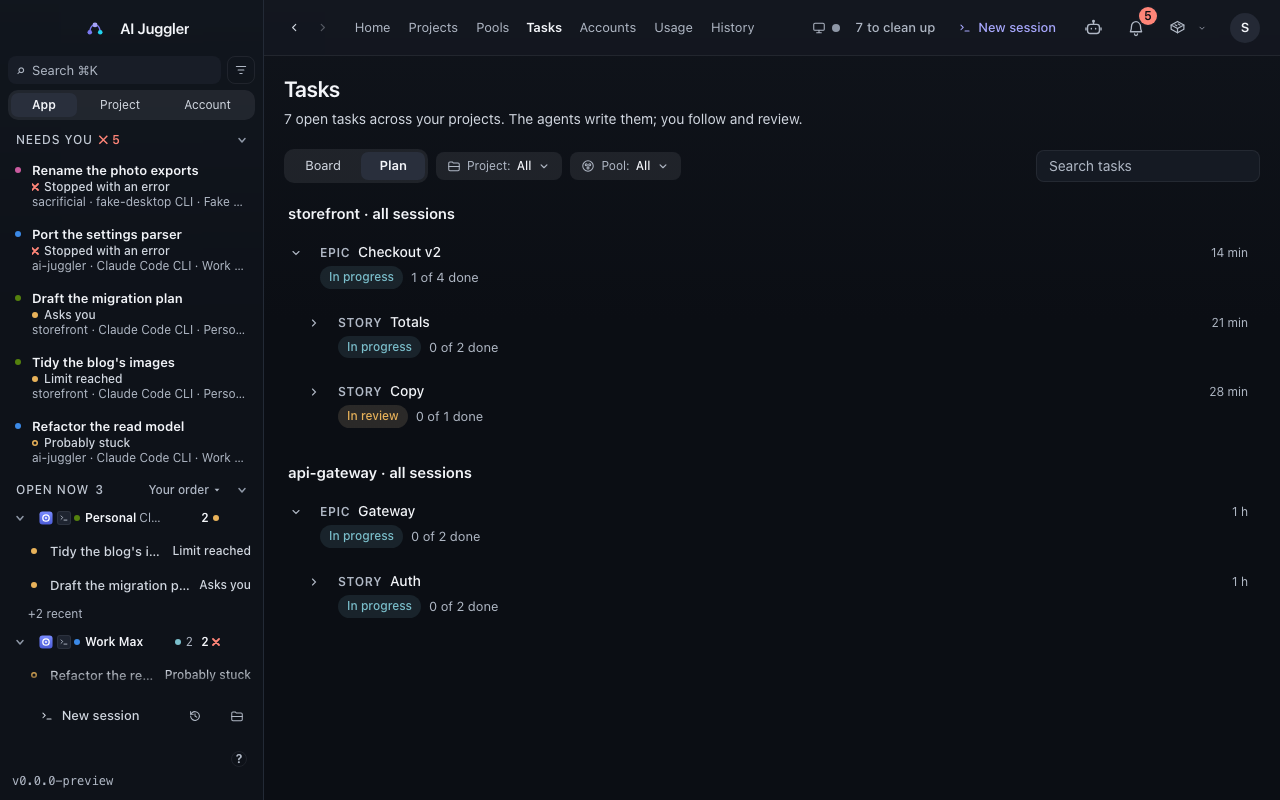 AI Juggler
Search ⌘K
App Project Account
NEEDS YOU 5
Rename the photo exports
Stopped with an error
sacrificial · fake-desktop CLI · Fake ...
Port the settings parser
Stopped with an error
ai-juggler · Claude Code CLI · Work ...
Draft the migration plan
Asks you
storefront · Claude Code CLI · Perso...
Tidy the blog's images
Limit reached
storefront · Claude Code CLI · Perso...
Refactor the read model
Probably stuck
ai-juggler · Claude Code CLI · Work ...
OPEN NOW 3 Your order
Personal Cl... 2
Tidy the blog's i... Limit reached
Draft the migration p... Asks you
+2 recent
Work Max 2 2
Refactor the re... Probably stuck
New session
?
v0.0.0-preview
Home Projects Pools Tasks Accounts Usage History 7 to clean up New session 5 S
Tasks
7 open tasks across your projects. The agents write them; you follow and review.
Board Plan Project: All Pool: All Search tasks
storefront · all sessions
EPIC Checkout v2 14 min
In progress 1 of 4 done
STORY Totals 21 min
In progress 0 of 2 done
STORY Copy 28 min
In review 0 of 1 done
api-gateway · all sessions
EPIC Gateway 1 h
In progress 0 of 2 done
STORY Auth 1 h
In progress 0 of 2 done